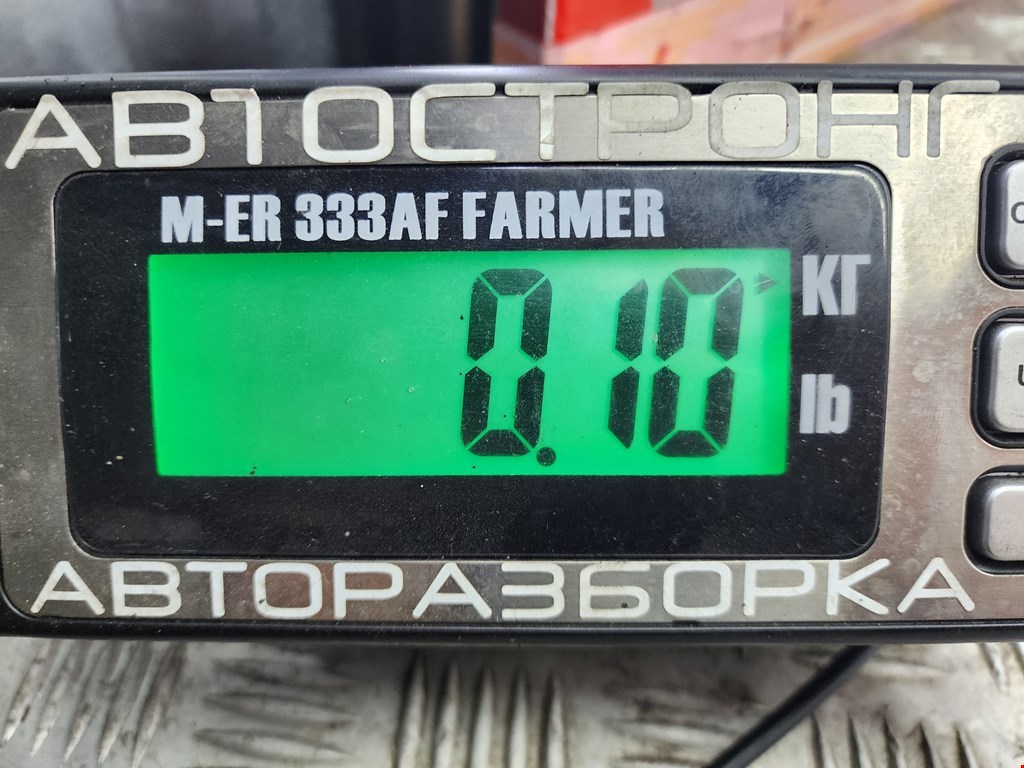 АВТОСТРОНГ
M-ER 333AF FARMER
0.10
КГ
lb
АВТОРАЗБОРКА